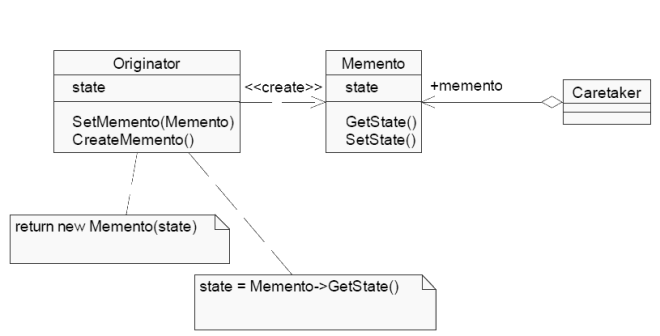 Originator
state
SetMemento(Memento)
CreateMemento()
<<create>>
Memento
state
GetState()
SetState()
+memento
Caretaker
return new Memento(state)
state = Memento->GetState()